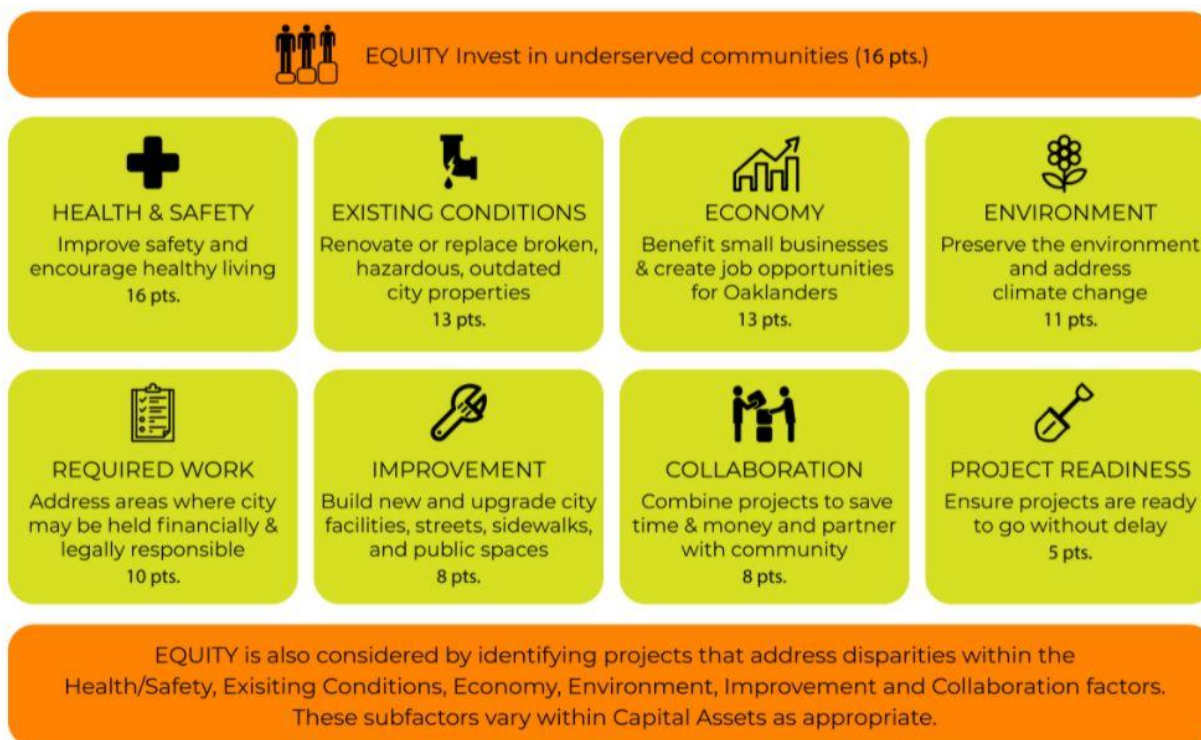 EQUITY Invest in underserved communities (16 pts.)
HEALTH & SAFETY
Improve safety and
encourage healthy living
16 pts.
EXISTING CONDITIONS
Renovate or replace broken,
hazardous, outdated
city properties
13 pts.
ECONOMY
Benefit small businesses
& create job opportunities
for Oaklanders
13 pts.
ENVIRONMENT
Preserve the environment
and address
climate change
11 pts.
REQUIRED WORK
Address areas where city
may be held financially &
legally responsible
10 pts.
IMPROVEMENT
Build new and upgrade city
facilities, streets, sidewalks,
and public spaces
8 pts.
COLLABORATION
Combine projects to save
time & money and partner
with community
8 pts.
PROJECT READINESS
Ensure projects are ready
to go without delay
5 pts.
EQUITY is also considered by identifying projects that address disparities within the
Health/Safety, Exisiting Conditions, Economy, Environment, Improvement and Collaboration factors.
These subfactors vary within Capital Assets as appropriate.